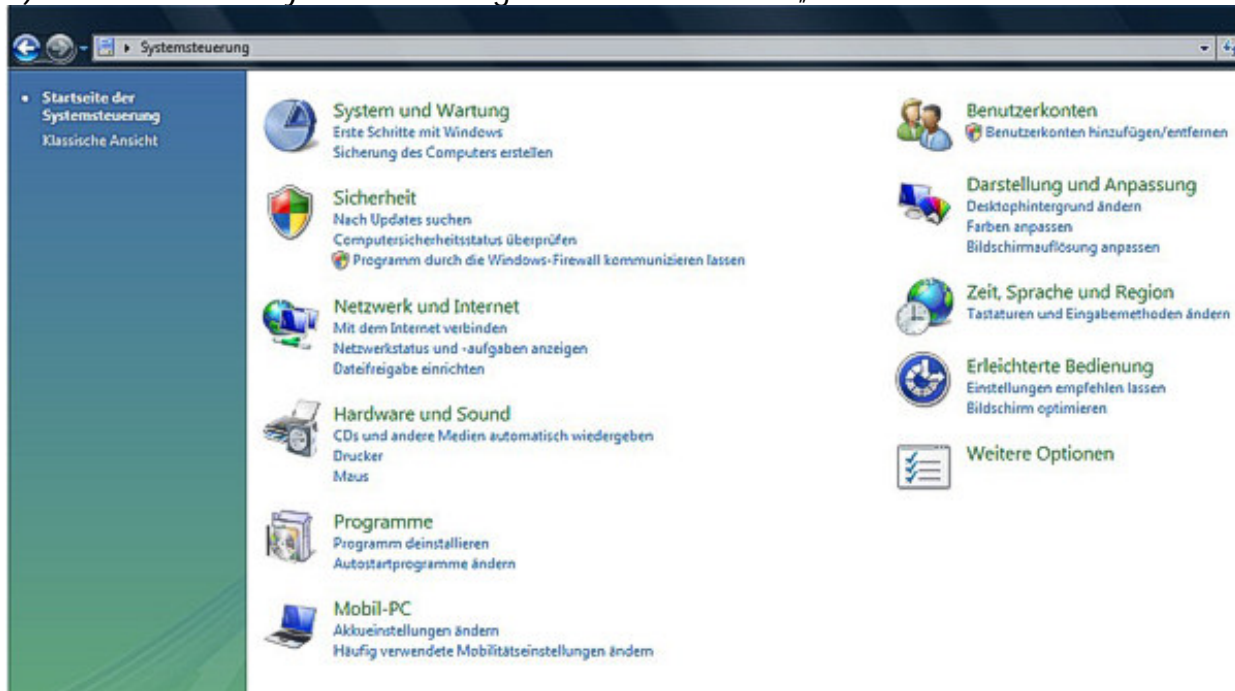 Systemsteuerung
Startseite der
Systemsteuerung
Klassische Ansicht
System und Wartung
Erste Schritte mit Windows
Sicherung des Computers erstellen
Sicherheit
Nach Updates suchen
Computersicherheitsstatus überprüfen
Programm durch die Windows-Firewall kommunizieren lassen
Netzwerk und Internet
Mit dem Internet verbinden
Netzwerkstatus und -aufgaben anzeigen
Dateifreigabe einrichten
Hardware und Sound
CDs und andere Medien automatisch wiedergeben
Drucker
Maus
Programme
Programm deinstallieren
Autostartprogramme ändern
Mobil-PC
Akkueinstellungen ändern
Häufig verwendete Mobilitätseinstellungen ändern
Benutzerkonten
Benutzerkonten hinzufügen/entfernen
Darstellung und Anpassung
Desktophintergrund ändern
Farben anpassen
Bildschirmauflösung anpassen
Zeit, Sprache und Region
Tastaturen und Eingabemethoden ändern
Erleichterte Bedienung
Einstellungen empfehlen lassen
Bildschirm optimieren
Weitere Optionen